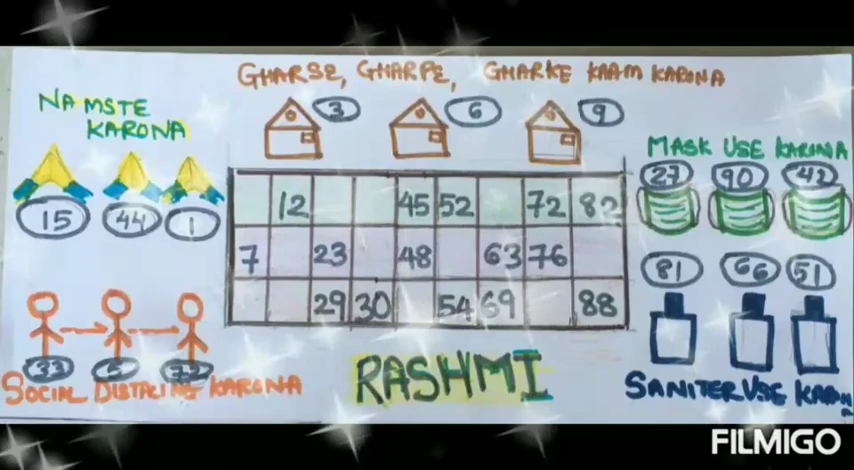 GHARSE, GHARPE, GHARKE KAAM KARONA
3 6 9
NAMSTE
KARONA
15 44 1
MASK USE KARONA
27 90 42
12 45 52 72 82
7 23 48 63 76
29 30 54 69 88
81 66 51
SANITER USE
33 5
SOCIAL KARONA
RASHMI
FILMIGO